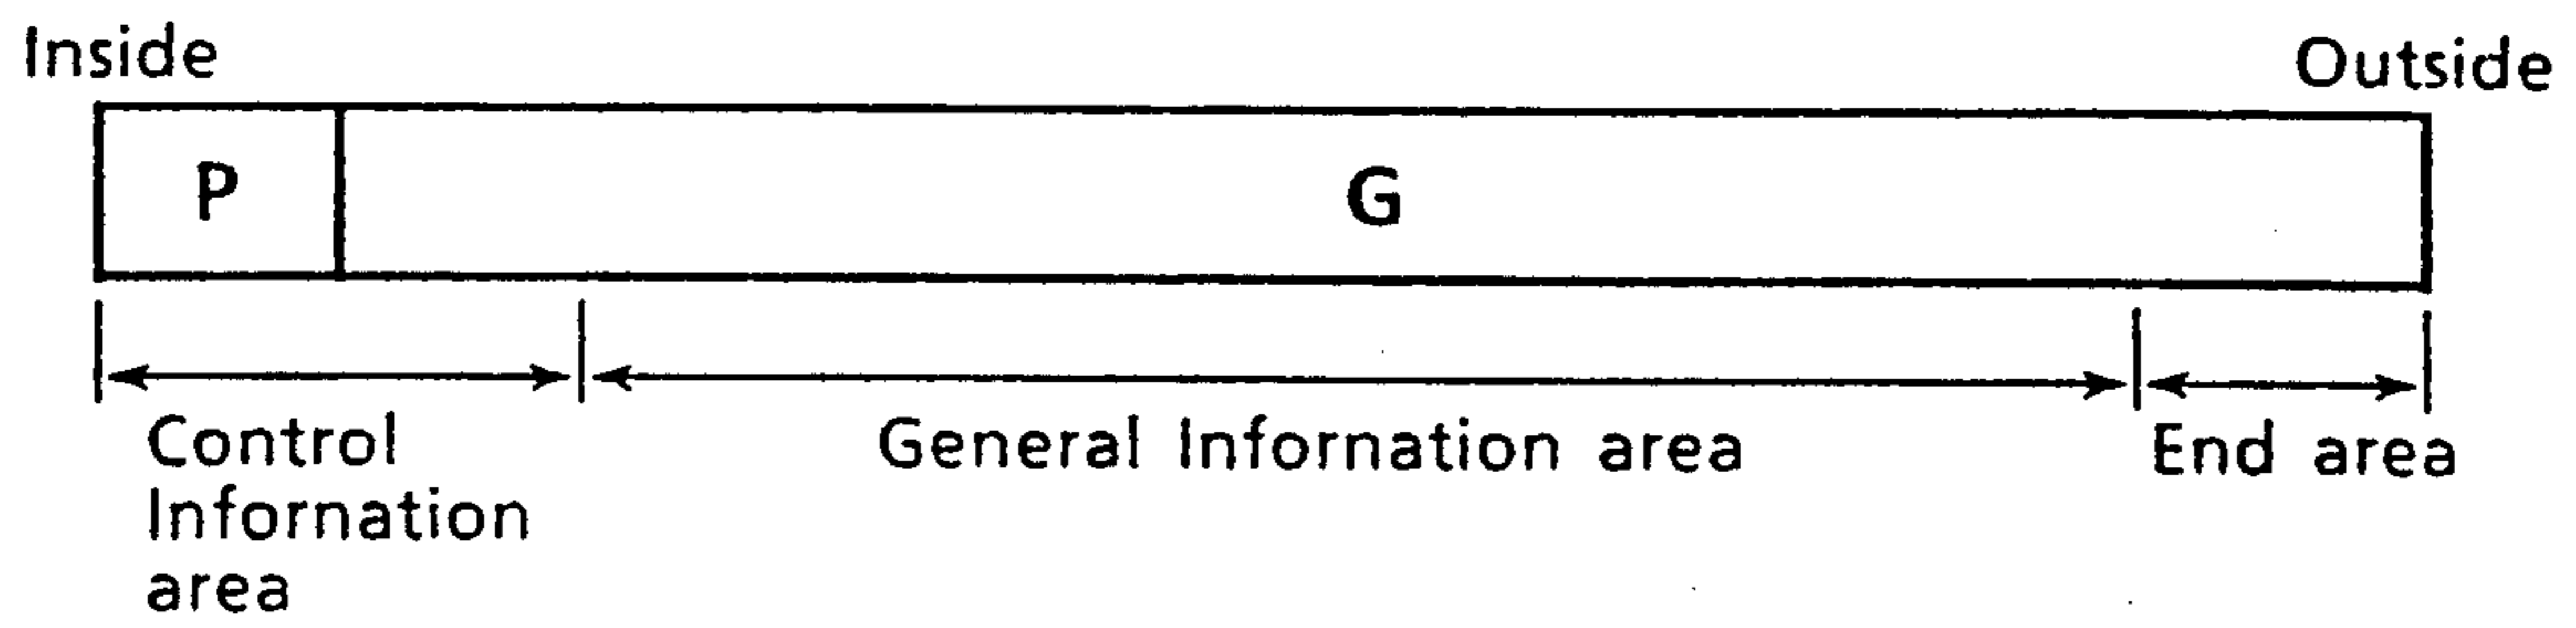 Inside
Outside
P
G
Control
Infornation
area
General Infornation area
End area